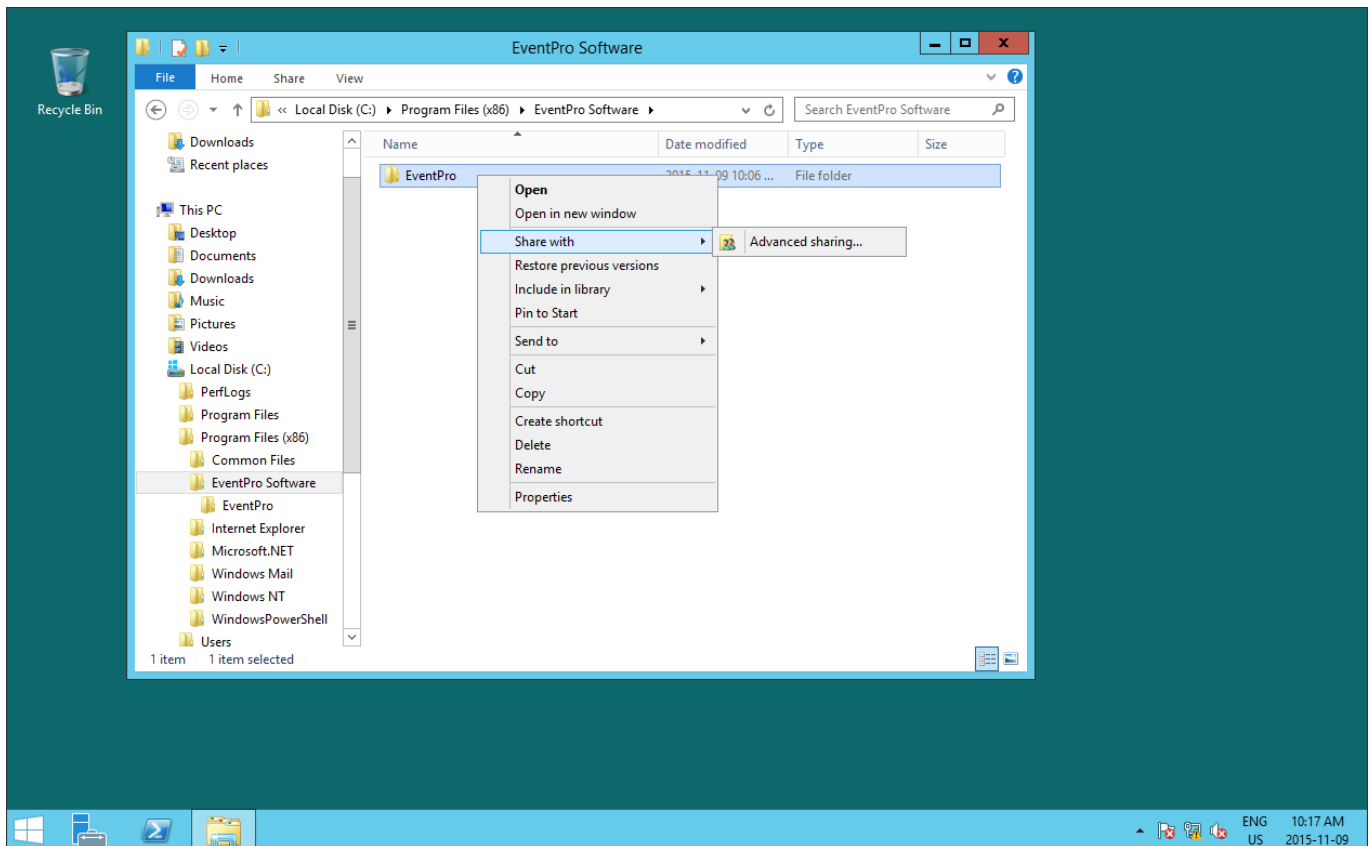 Recycle Bin
EventPro Software
File Home Share View
« Local Disk (C:) Program Files (x86) EventPro Software
Search EventPro Software
Downloads
Recent places
This PC
Desktop
Documents
Downloads
Music
Pictures
Videos
Local Disk (C:)
PerfLogs
Program Files
Program Files (x86)
Common Files
EventPro Software
EventPro
Internet Explorer
Microsoft.NET
Windows Mail
Windows NT
WindowsPowerShell
Users
Name Date modified Type Size
EventPro 2015-11-09 10:06 ... File folder
Open
Open in new window
Share with
Advanced sharing...
Restore previous versions
Include in library
Pin to Start
Send to
Cut
Copy
Create shortcut
Delete
Rename
Properties
1 item 1 item selected
ENG 10:17 AM
US 2015-11-09